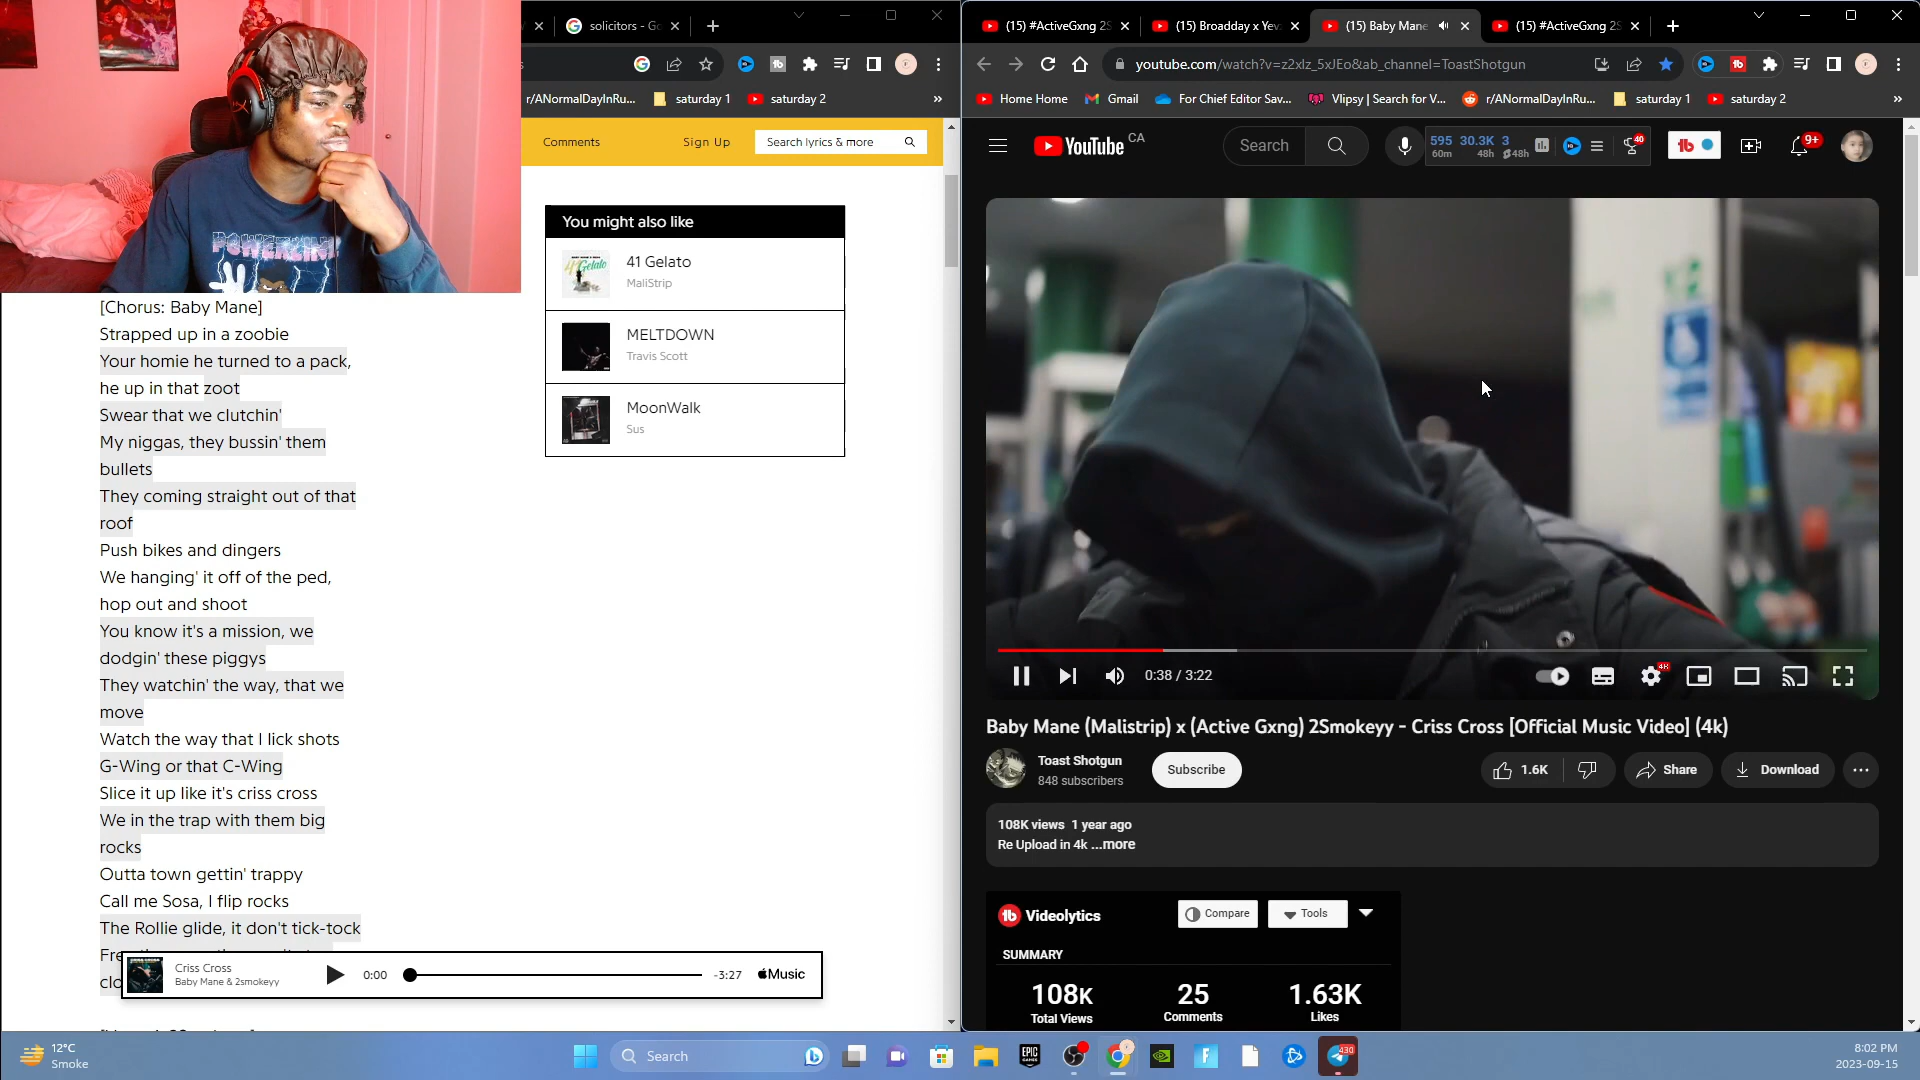 solicitors - Go
(15) #ActiveGxng 2S
(15) Broadday x Yev
(15) Baby Mane
(15) #ActiveGxng 2S
youtube.com/watch?v=z2xlz_5xJEo&ab_channel=ToastShotgun
r/ANormalDayInRu...
saturday 1
saturday 2
»
Home Home
Gmail
For Chief Editor Sav...
Vlipsy | Search for V...
r/ANormalDayInRu...
saturday 1
saturday 2
»
POWERLINE
Comments
Sign Up
Search lyrics & more
YouTube CA
Search
595 30.3K 3
60m 48h 48h
40
9+
You might also like
41 Gelato
MaliStrip
MELTDOWN
Travis Scott
MoonWalk
Sus
[Chorus: Baby Mane]
Strapped up in a zoobie
Your homie he turned to a pack,
he up in that zoot
Swear that we clutchin'
My niggas, they bussin' them
bullets
They coming straight out of that
roof
Push bikes and dingers
We hanging' it off of the ped,
hop out and shoot
You know it's a mission, we
dodgin' these piggys
They watchin' the way, that we
move
Watch the way that I lick shots
G-Wing or that C-Wing
Slice it up like it's criss cross
We in the trap with them big
rocks
Outta town gettin' trappy
Call me Sosa, I flip rocks
The Rollie glide, it don't tick-tock
Criss Cross
Baby Mane & 2smokeyy
0:00
-3:27
Music
0:38 / 3:22
4K
Baby Mane (Malistrip) x (Active Gxng) 2Smokeyy - Criss Cross [Official Music Video] (4k)
Toast Shotgun
848 subscribers
Subscribe
1.6K
Share
Download
108K views 1 year ago
Re Upload in 4k ...more
Videolytics
Compare
Tools
SUMMARY
108K
Total Views
25
Comments
1.63K
Likes
12°C
Smoke
Search
EPIC GAMES
430
8:02 PM
2023-09-15